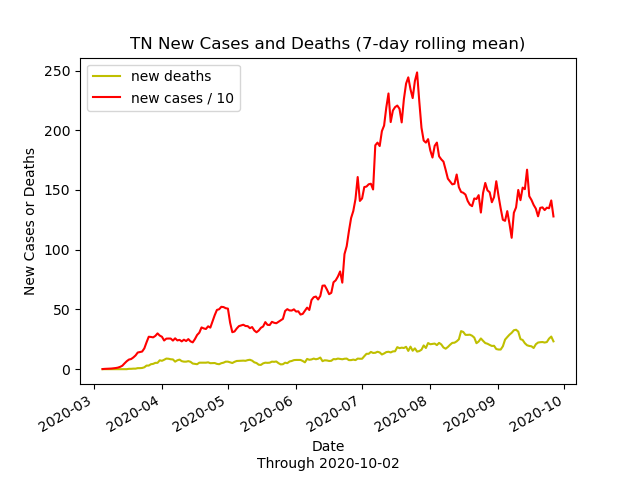 TN New Cases and Deaths (7-day rolling mean)
new deaths
new cases / 10
250
200
150
100
50
0
New Cases or Deaths
2020-03
2020-04
2020-05
2020-06
2020-07
2020-08
2020-09
2020-10
Date
Through 2020-10-02